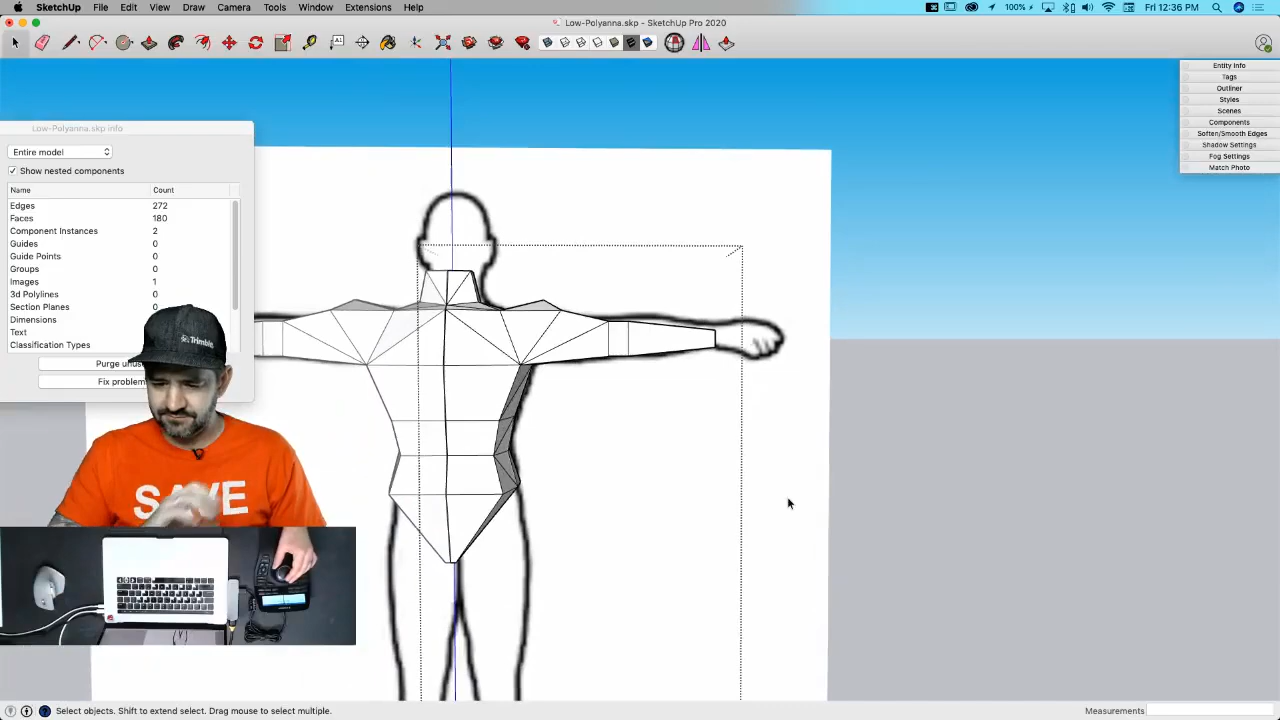 SketchUp File Edit View Draw Camera Tools Window Extensions Help 100% Fri 12:36 PM
Low-Polyanna.skp - SketchUp Pro 2020
Entity Info
Tags
Outliner
Styles
Scenes
Components
Soften/Smooth Edges
Shadow Settings
Fog Settings
Match Photo
Low-Polyanna.skp info
Entire model
Show nested components
Name Count
Edges 272
Faces 180
Component Instances 2
Guides 0
Guide Points 0
Groups 0
3d Polylines 0
Images 1
Section Planes 0
Dimensions
Text
Classification Types
Purge unus
Fix problem
Trimble
SAVE
Select objects. Shift to extend select. Drag mouse to select multiple. Measurements